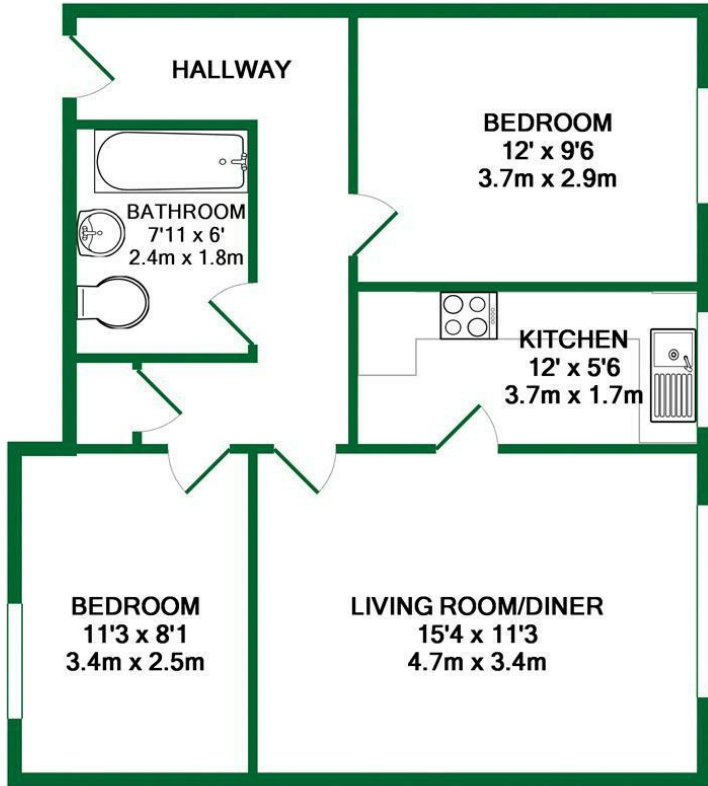 HALLWAY
BEDROOM
12' x 9'6
3.7m x 2.9m
BATHROOM
7'11 x 6'
2.4m x 1.8m
KITCHEN
12' x 5'6
3.7m x 1.7m
BEDROOM
11'3 x 8'1
3.4m x 2.5m
LIVING ROOM/DINER
15'4 x 11'3
4.7m x 3.4m